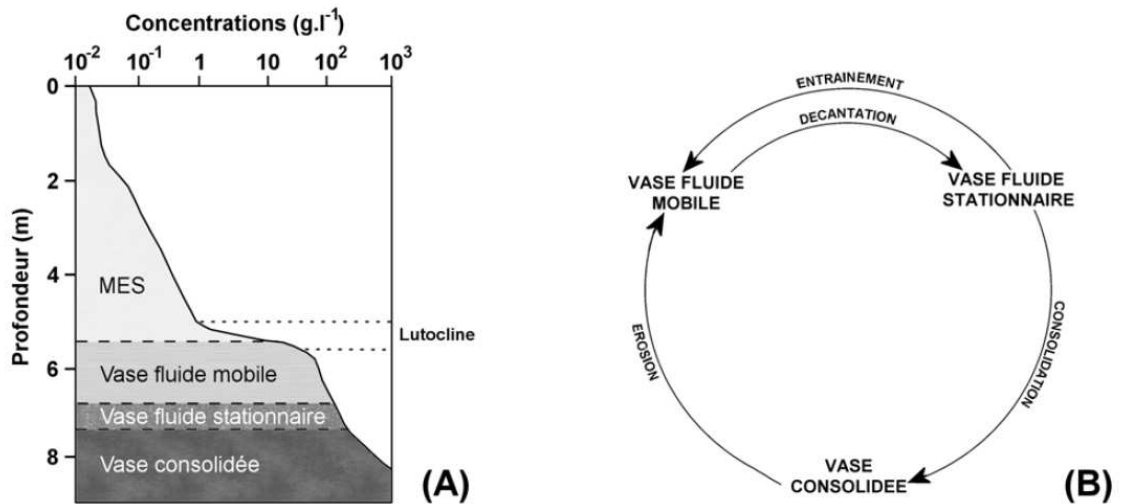 Concentrations (g.l⁻¹)
10⁻² 10⁻¹ 1 10 10² 10³
0
2
4
6
8
Profondeur (m)
MES
Lutocline
Vase fluide mobile
Vase fluide stationnaire
Vase consolidée
(A)
ENTRAINEMENT
DECANTATION
VASE FLUIDE
MOBILE
VASE FLUIDE
STATIONNAIRE
EROSION
CONSOLIDATION
VASE
CONSOLIDEE
(B)